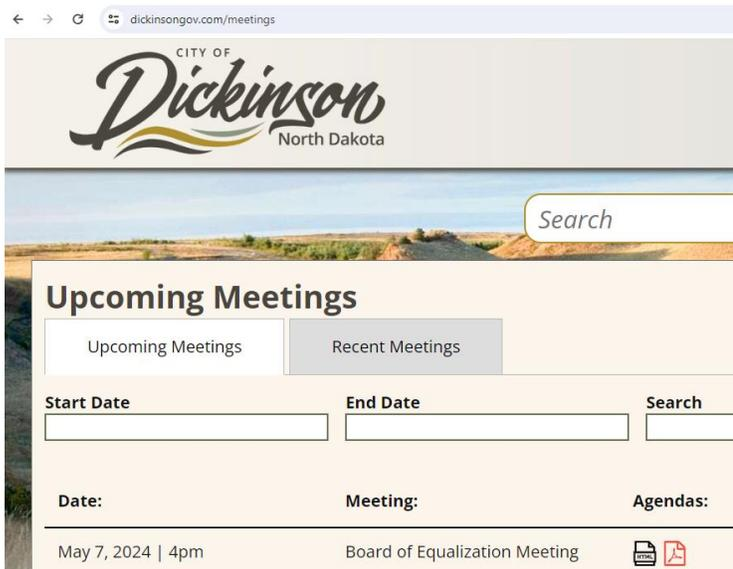 dickinsongov.com/meetings
CITY OF
Dickinson
North Dakota
Search
Upcoming Meetings
Upcoming Meetings Recent Meetings
Start Date End Date Search
Date: Meeting: Agendas:
May 7, 2024 | 4pm Board of Equalization Meeting HTML